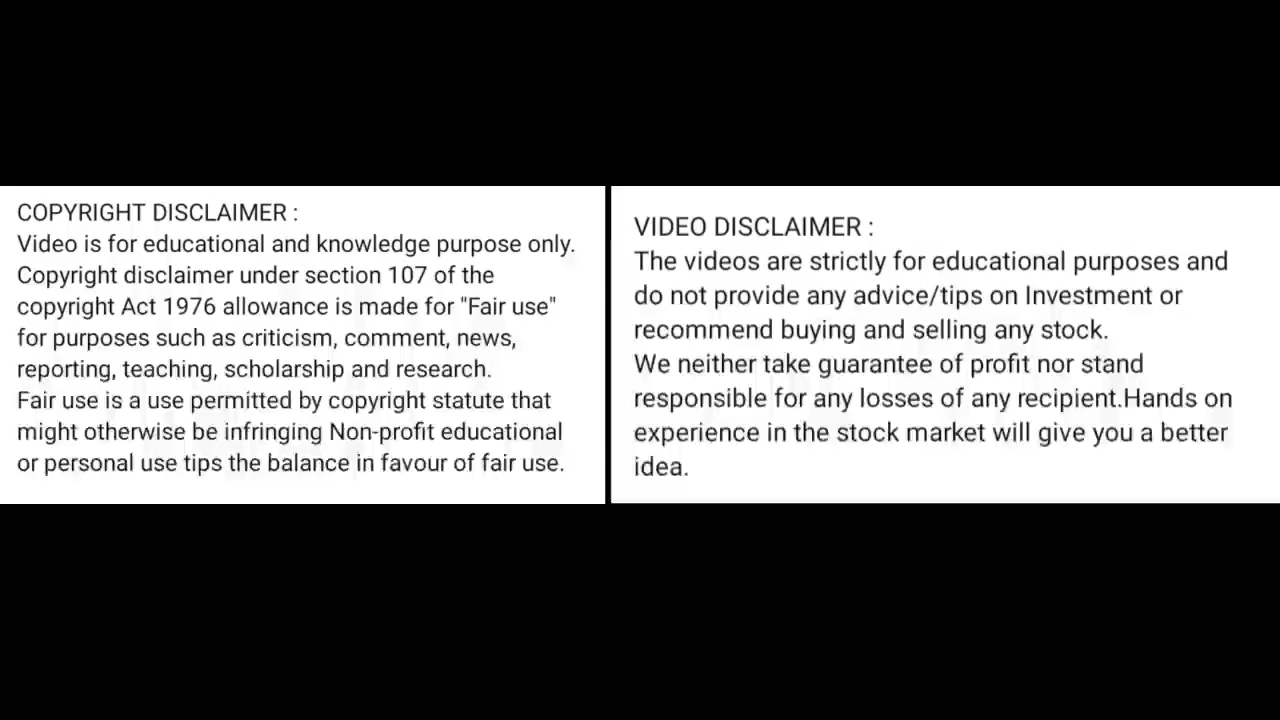 COPYRIGHT DISCLAIMER :
Video is for educational and knowledge purpose only.
Copyright disclaimer under section 107 of the
copyright Act 1976 allowance is made for "Fair use"
for purposes such as criticism, comment, news,
reporting, teaching, scholarship and research.
Fair use is a use permitted by copyright statute that
might otherwise be infringing Non-profit educational
or personal use tips the balance in favour of fair use.
VIDEO DISCLAIMER :
The videos are strictly for educational purposes and
do not provide any advice/tips on Investment or
recommend buying and selling any stock.
We neither take guarantee of profit nor stand
responsible for any losses of any recipient.Hands on
experience in the stock market will give you a better
idea.